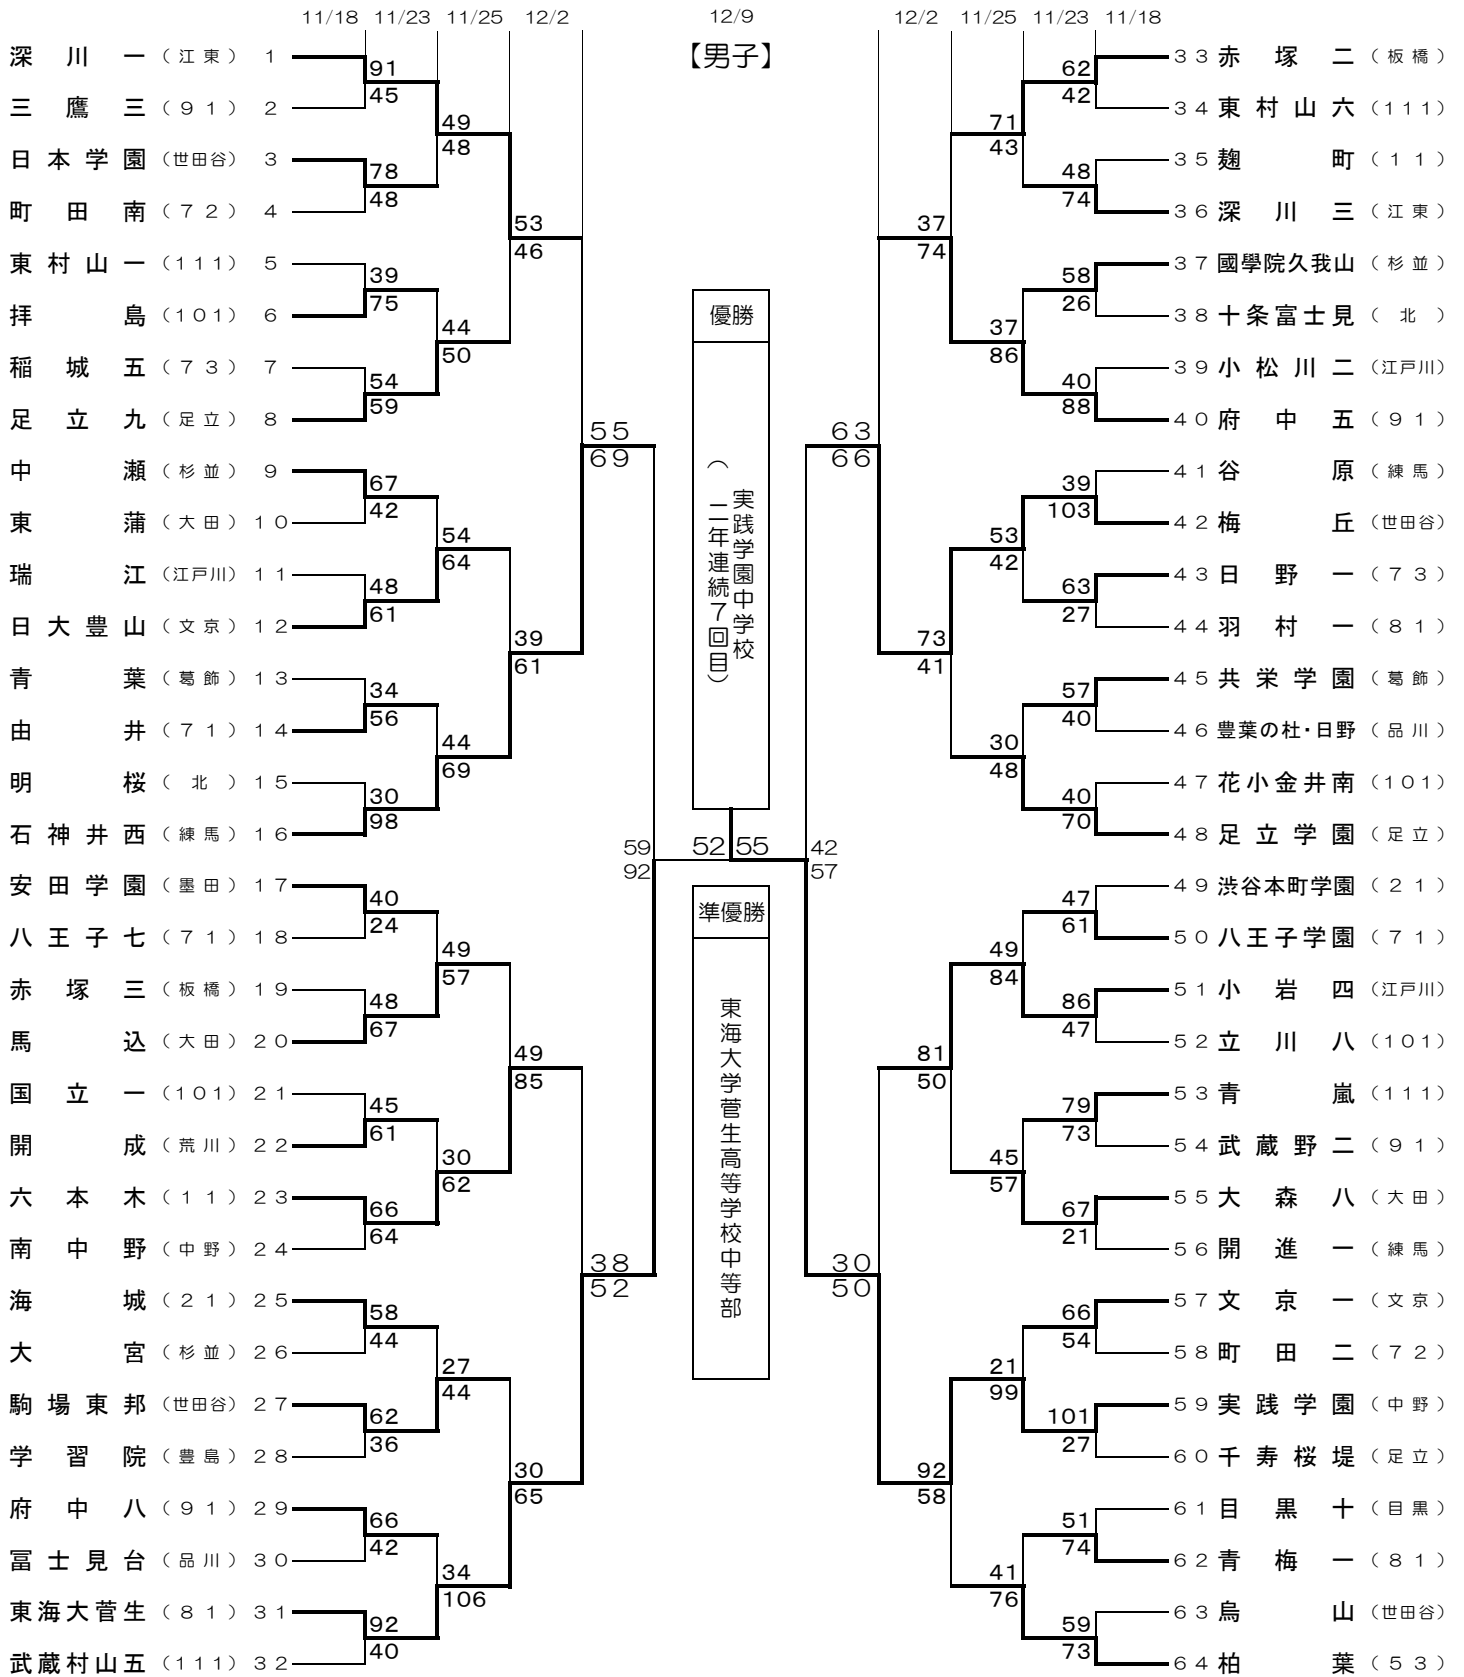 11/18 11/23 11/25 12/2 12/9 12/2 11/25 11/23 11/18
【男子】
深川一 （江東） 1
三鷹三 （91） 2
日本学園 （世田谷） 3
町田南 （72） 4
東村山一 （111） 5
拝島 （101） 6
稲城五 （73） 7
足立九 （足立） 8
中瀬 （杉並） 9
東蒲 （大田） 10
瑞江 （江戸川） 11
日大豊山 （文京） 12
青葉 （葛飾） 13
由井 （71） 14
明桜 （北） 15
石神井西 （練馬） 16
安田学園 （墨田） 17
八王子七 （71） 18
赤塚三 （板橋） 19
馬込 （大田） 20
国立一 （101） 21
開成 （荒川） 22
六本木 （11） 23
南中野 （中野） 24
海城 （21） 25
大宮 （杉並） 26
駒場東邦 （世田谷） 27
学習院 （豊島） 28
府中八 （91） 29
冨士見台 （品川） 30
東海大菅生 （81） 31
武蔵村山五 （111） 32
91
45
78
48
39
75
54
59
67
42
48
61
34
56
30
98
40
24
48
67
45
61
66
64
58
44
62
36
66
42
92
40
49
48
44
50
54
64
44
69
49
57
30
62
27
44
34
106
53
46
39
61
49
85
30
65
55
69
38
52
59
92
優勝
実践学園中学校
（二年連続7回目）
52 55
準優勝
東海大学菅生高等学校中等部
42
57
63
66
30
50
37
74
73
41
81
50
92
58
71
43
37
86
53
42
30
48
49
84
45
57
21
99
41
76
62
42
48
74
58
26
40
88
39
103
63
27
57
40
40
70
47
61
86
47
79
73
67
21
66
54
101
27
51
74
59
73
33 赤塚二 （板橋）
34 東村山六 （111）
35 麹町 （11）
36 深川三 （江東）
37 國學院久我山 （杉並）
38 十条富士見 （北）
39 小松川二 （江戸川）
40 府中五 （91）
41 谷原 （練馬）
42 梅丘 （世田谷）
43 日野一 （73）
44 羽村一 （81）
45 共栄学園 （葛飾）
46 豊葉の杜・日野 （品川）
47 花小金井南 （101）
48 足立学園 （足立）
49 渋谷本町学園 （21）
50 八王子学園 （71）
51 小岩四 （江戸川）
52 立川八 （101）
53 青嵐 （111）
54 武蔵野二 （91）
55 大森八 （大田）
56 開進一 （練馬）
57 文京一 （文京）
58 町田二 （72）
59 実践学園 （中野）
60 千寿桜堤 （足立）
61 目黒十 （目黒）
62 青梅一 （81）
63 烏山 （世田谷）
64 柏葉 （53）